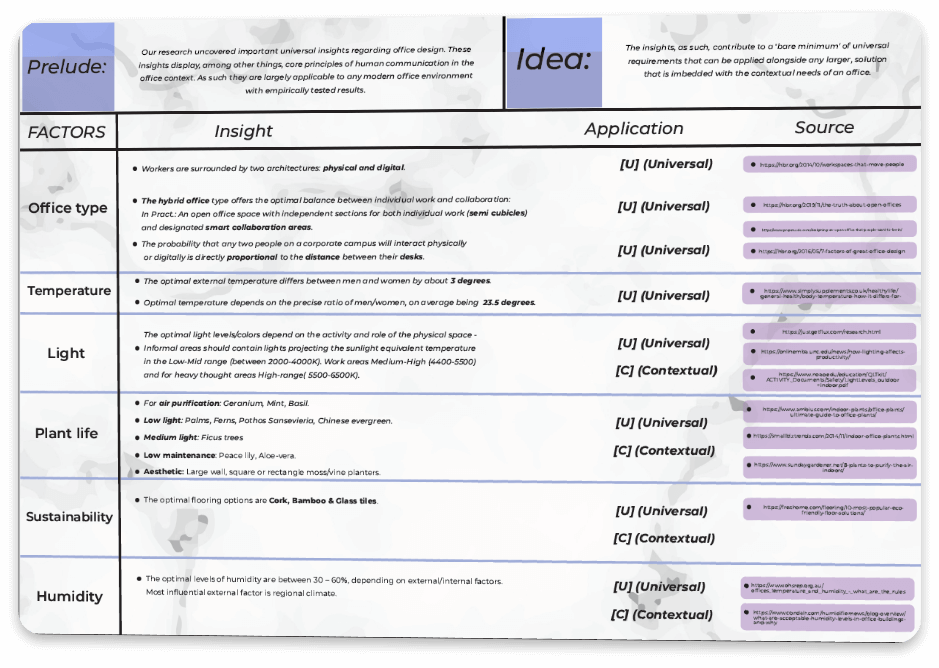 Prelude:
Our research uncovered important universal insights regarding office design. These
insights display, among other things, core principles of human communication in the
office context. As such they are largely applicable to any modern office environment
with empirically tested results.
Idea:
The insights, as such, contribute to a 'bare minimum' of universal
requirements that can be applied alongside any larger, solution
that is imbedded with the contextual needs of an office.
FACTORS
Insight
Application
Source
Office type
• Workers are surrounded by two architectures: physical and digital.
[U] (Universal)
• https://hbr.org/2014/10/workspaces-that-move-people
• The hybrid office type offers the optimal balance between individual work and collaboration:
In Pract.: An open office space with independent sections for both individual work (semi cubicles)
and designated smart collaboration areas.
[U] (Universal)
• https://hbr.org/2019/11/the-truth-about-open-offices
• The probability that any two people on a corporate campus will interact physically
or digitally is directly proportional to the distance between their desks.
[U] (Universal)
• https://hbr.org/2016/05/7-factors-of-great-office-design
Temperature
• The optimal external temperature differs between men and women by about 3 degrees.
• Optimal temperature depends on the precise ratio of men/women, on average being 23.5 degrees.
[U] (Universal)
• https://www.simplysupplements.co.uk/healthylife/
general-health/body-temperature-how-it-differs-for-
Light
The optimal light levels/colors depend on the activity and role of the physical space -
• Informal areas should contain lights projecting the sunlight equivalent temperature
in the Low-Mid range (between 2000-4000K). Work areas Medium-High (4400-5500)
and for heavy thought areas High-range( 5500-6500K).
[U] (Universal)
[C] (Contextual)
• https://justgetflux.com/research.html
• https://onlinemba.unc.edu/news/how-lighting-affects-
productivity/
Plant life
• For air purification: Geranium, Mint, Basil.
• Low light: Palms, Ferns, Pothos Sansevieria, Chinese evergreen.
• Medium light: Ficus trees
• Low maintenance: Peace lily, Aloe-vera.
• Aesthetic: Large wall, square or rectangle moss/vine planters.
[U] (Universal)
[C] (Contextual)
• https://www.ambius.com/indoor-plants/office-plants/
ultimate-guide-to-office-plants/
• https://smallbiztrends.com/2014/11/indoor-office-plants.html
• https://www.sundaygardener.net/8-plants-to-purify-the-air-
indoors/
Sustainability
• The optimal flooring options are Cork, Bamboo & Glass tiles.
[U] (Universal)
[C] (Contextual)
• https://freshome.com/flooring/10-most-popular-eco-
friendly-floor-solutions/
Humidity
• The optimal levels of humidity are between 30 – 60%, depending on external/internal factors.
Most influential external factor is regional climate.
[U] (Universal)
[C] (Contextual)
• https://www.ohsrep.org.au/
offices_temperature_and_humidity_-_what_are_the_rules
• https://www.condair.com/humidifiernews/blog-overview/
what-are-acceptable-humidity-levels-in-office-buildings-
and-why